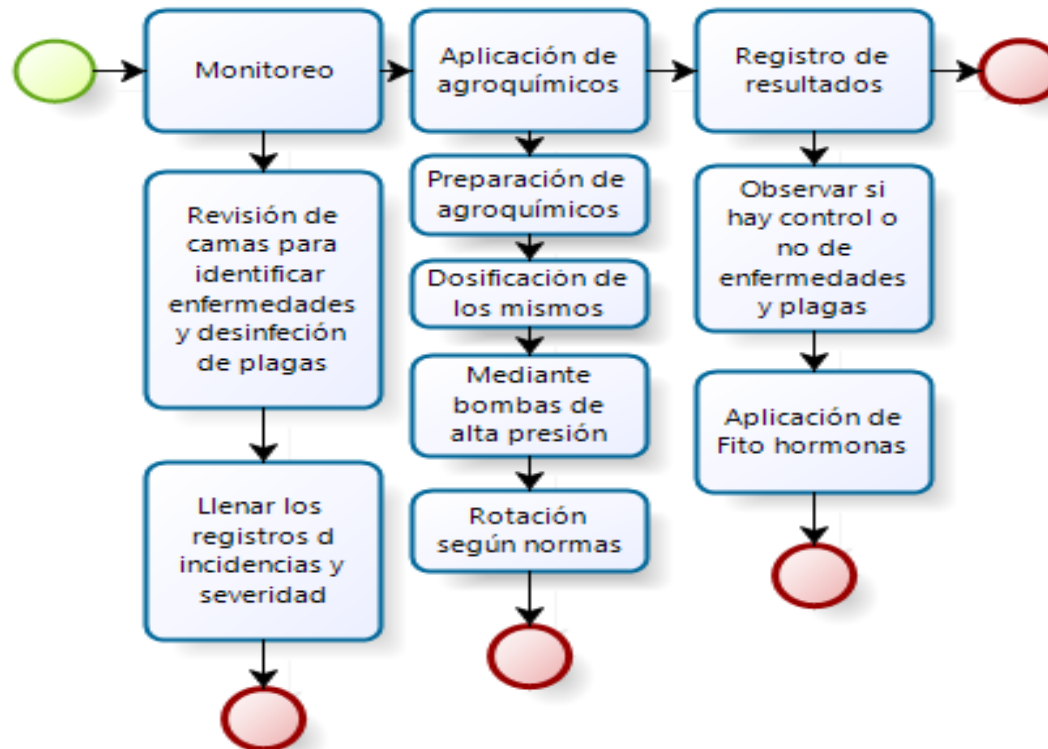 Monitoreo
Aplicación de
agroquímicos
Registro de
resultados
Revisión de
camas para
identificar
enfermedades
y desinfeción
de plagas
Llenar los
registros d
incidencias y
severidad
Preparación de
agroquímicos
Dosificación de
los mismos
Mediante
bombas de
alta presión
Rotación
según normas
Observar si
hay control o
no de
enfermedades
y plagas
Aplicación de
Fito hormonas